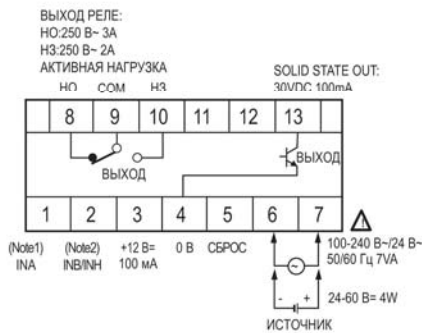 ВЫХОД РЕЛЕ:
НО:250 В~ 3А
НЗ:250 В~ 2А
АКТИВНАЯ НАГРУЗКА
SOLID STATE OUT:
30VDC 100mA
НО COM НЗ
8 9 10 11 12 13
ВЫХОД
ВЫХОД
1 2 3 4 5 6 7
(Note1) (Note2) +12 В= 0 В СБРОС
INA INB/INH 100 мА
100-240 В~/24 В~
50/60 Гц 7VA
- + 24-60 В= 4W
ИСТОЧНИК